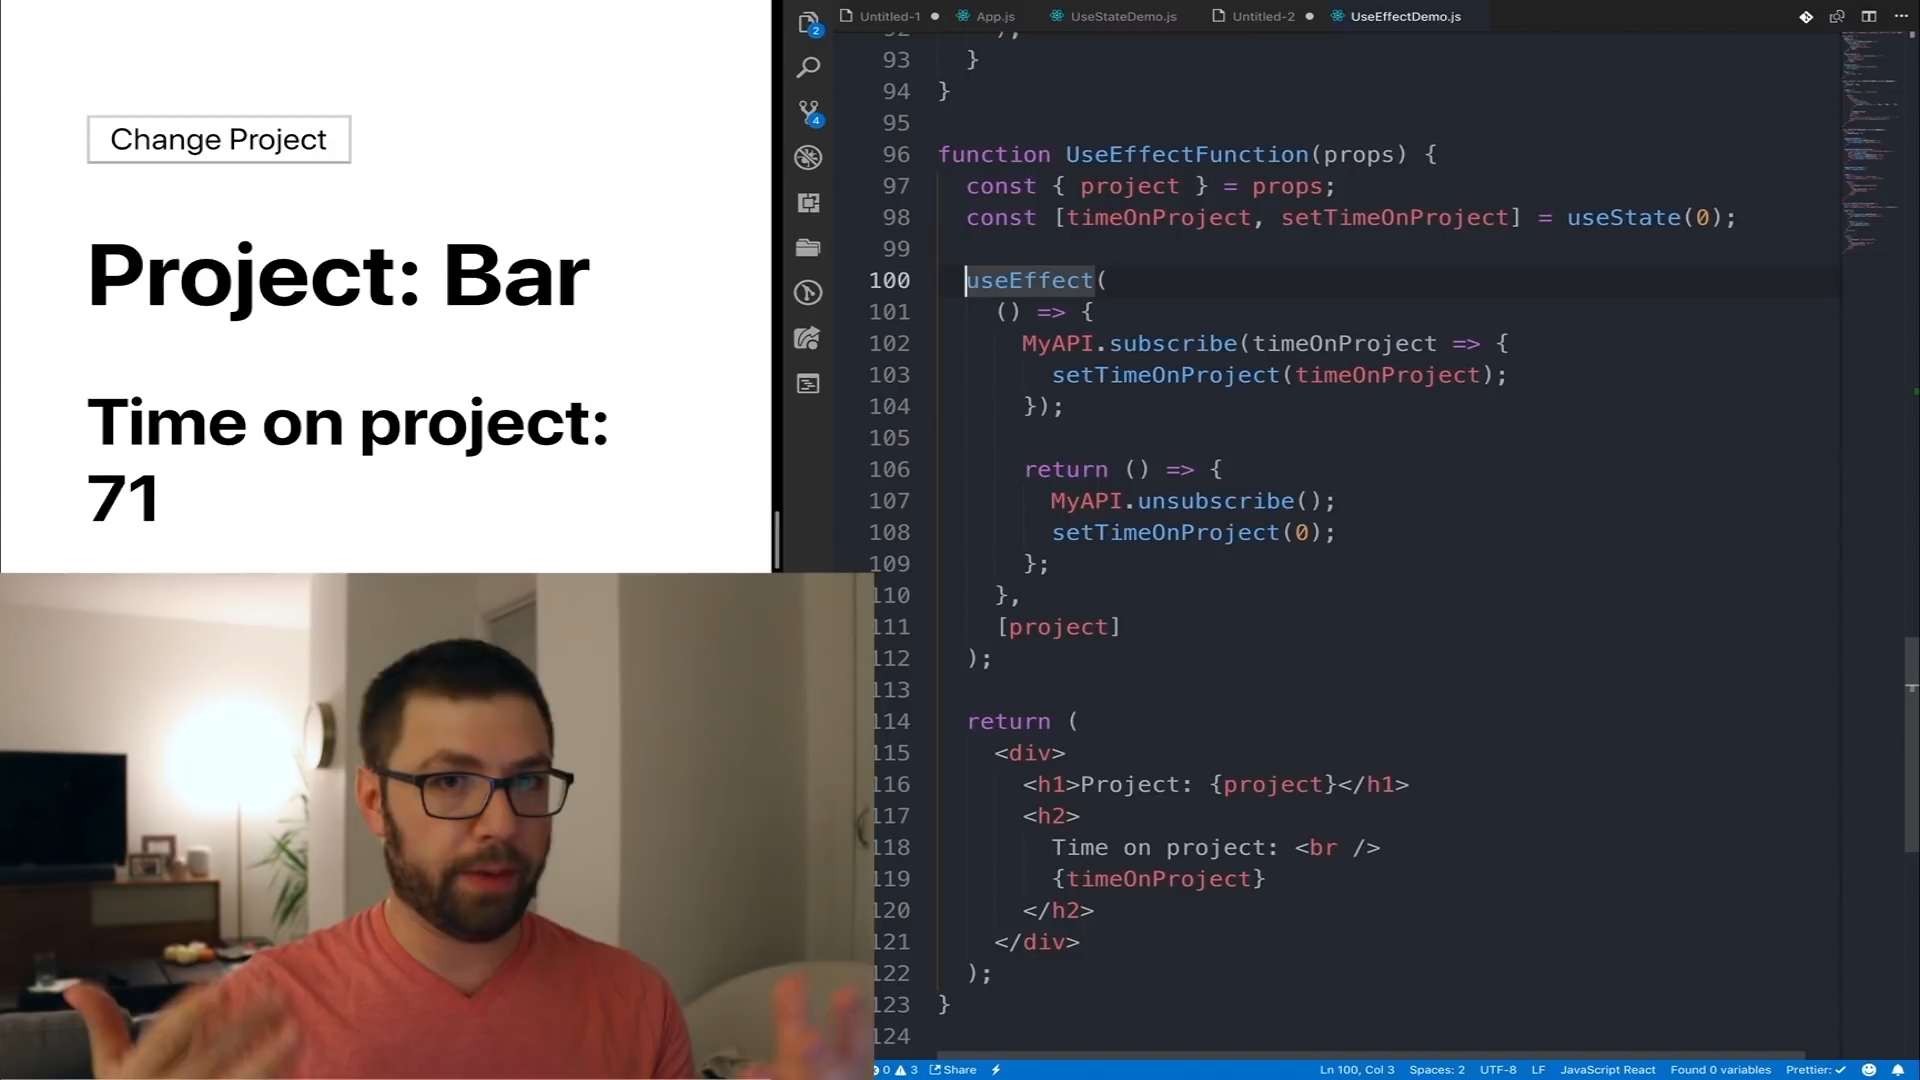 Change Project
Project: Bar
Time on project:
71
2
4
Untitled-1
App.js
UseStateDemo.js
Untitled-2
UseEffectDemo.js
92 );
93 }
94 }
95
96 function UseEffectFunction(props) {
97 const { project } = props;
98 const [timeOnProject, setTimeOnProject] = useState(0);
99
100 useEffect(
101 () => {
102 MyAPI.subscribe(timeOnProject => {
103 setTimeOnProject(timeOnProject);
104 });
105
106 return () => {
107 MyAPI.unsubscribe();
108 setTimeOnProject(0);
109 };
110 },
111 [project]
112 );
113
114 return (
115 <div>
116 <h1>Project: {project}</h1>
117 <h2>
118 Time on project: <br />
119 {timeOnProject}
120 </h2>
121 </div>
122 );
123 }
124
0 3 Share Ln 100, Col 3 Spaces: 2 UTF-8 LF JavaScript React Found 0 variables Prettier: ✓